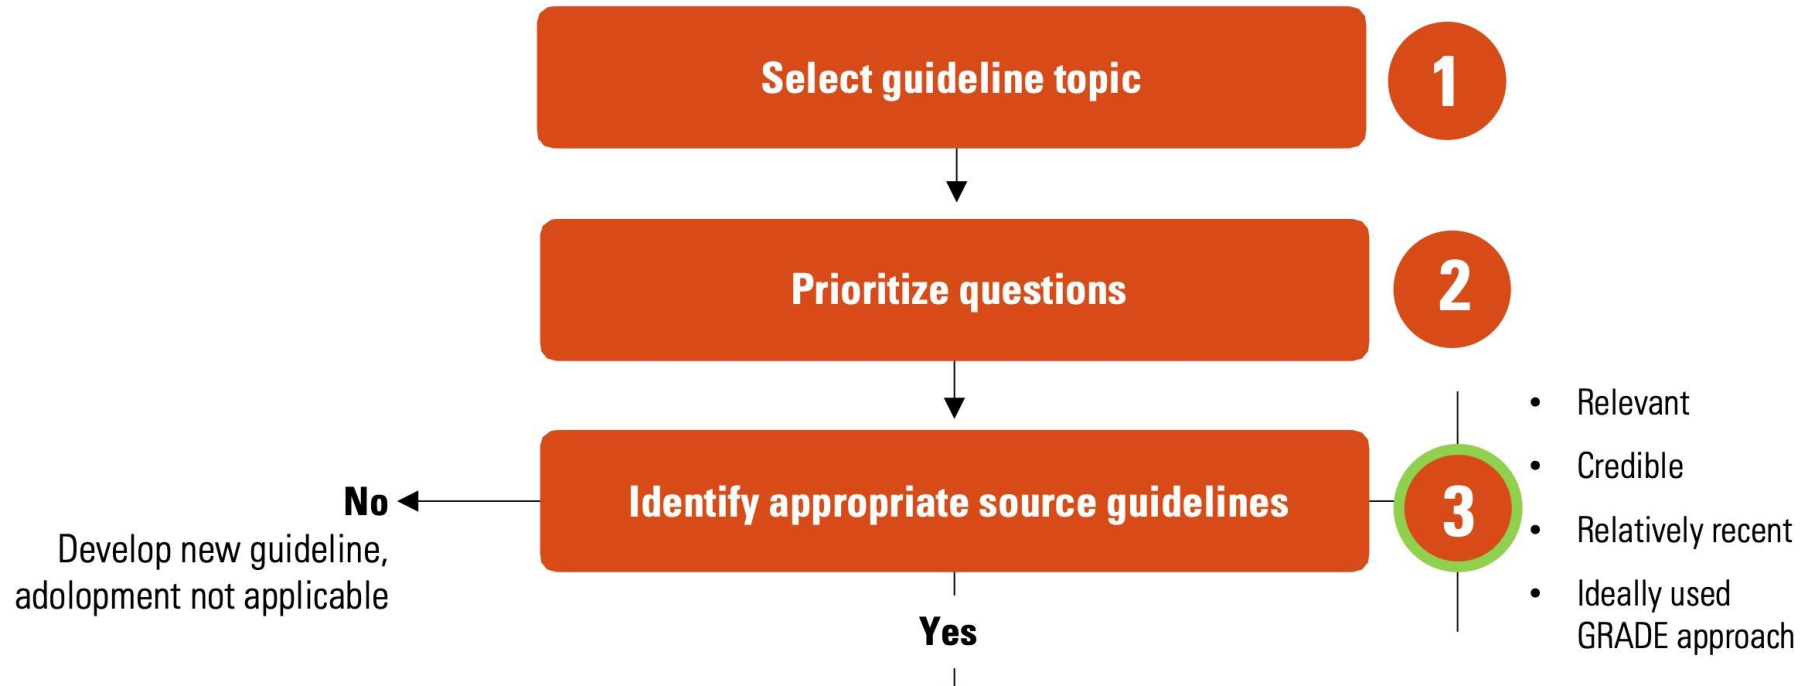 Select guideline topic
1
Prioritize questions
2
Identify appropriate source guidelines
3
• Relevant
• Credible
• Relatively recent
• Ideally used
GRADE approach
No
Develop new guideline,
adolopment not applicable
Yes